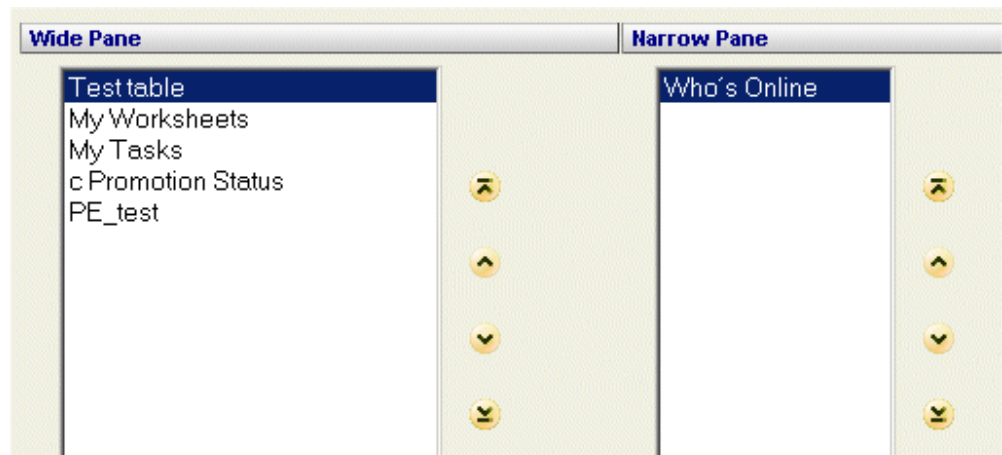 Wide Pane
Narrow Pane
Test table
My Worksheets
My Tasks
c Promotion Status
PE_test
Who´s Online